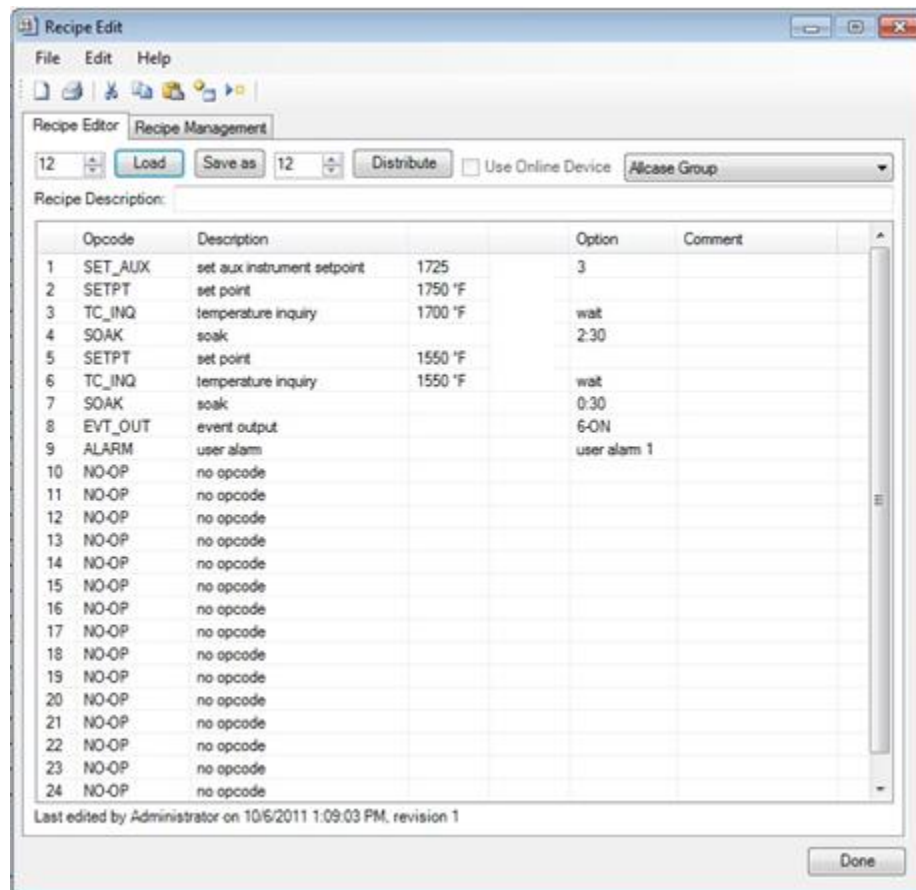 Recipe Edit
File Edit Help
Recipe Editor Recipe Management
12 Load Save as 12 Distribute Use Online Device Allcase Group
Recipe Description:
Opcode Description Option Comment
1 SET_AUX set aux instrument setpoint 1725 3
2 SETPT set point 1750 °F
3 TC_INQ temperature inquiry 1700 °F wait
4 SOAK soak 2:30
5 SETPT set point 1550 °F
6 TC_INQ temperature inquiry 1550 °F wait
7 SOAK soak 0:30
8 EVT_OUT event output 6-ON
9 ALARM user alarm user alarm 1
10 NO-OP no opcode
11 NO-OP no opcode
12 NO-OP no opcode
13 NO-OP no opcode
14 NO-OP no opcode
15 NO-OP no opcode
16 NO-OP no opcode
17 NO-OP no opcode
18 NO-OP no opcode
19 NO-OP no opcode
20 NO-OP no opcode
21 NO-OP no opcode
22 NO-OP no opcode
23 NO-OP no opcode
24 NO-OP no opcode
Last edited by Administrator on 10/6/2011 1:09:03 PM, revision 1
Done